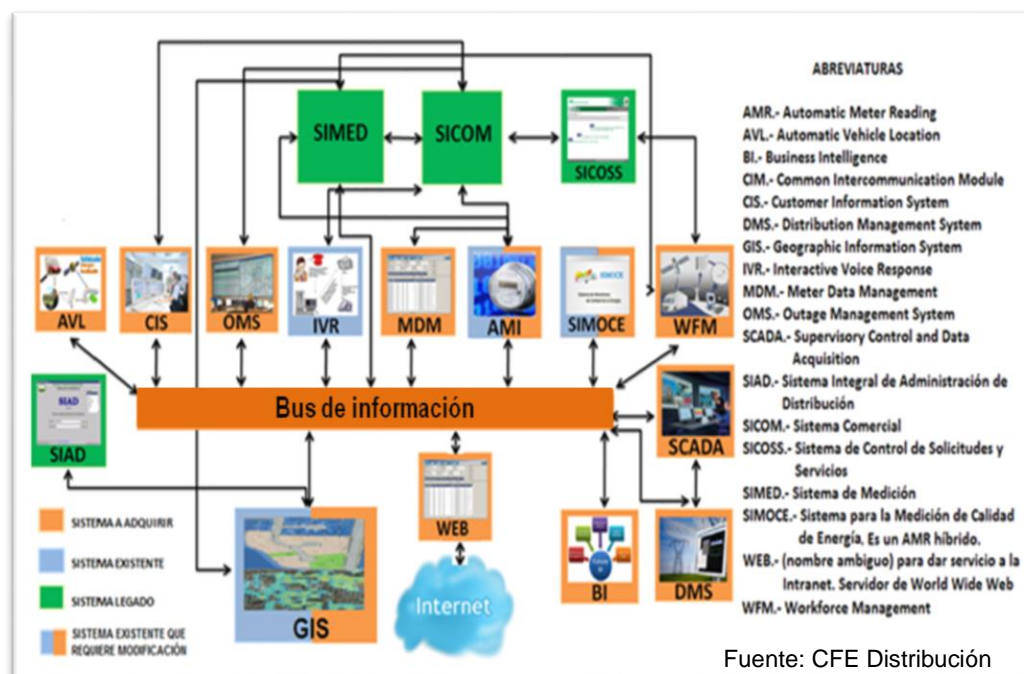 SIMED
SICOM
SICOSS
AVL
CIS
OMS
IVR
MDM
AMI
SIMOCE
SIMOCE
WFM
Bus de información
SIAD
SIAD
SCADA
WEB
Internet
GIS
BI
DMS
SISTEMA A ADQUIRIR
SISTEMA EXISTENTE
SISTEMA LEGADO
SISTEMA EXISTENTE QUE
REQUIERE MODIFICACIÓN
ABREVIATURAS
AMR.- Automatic Meter Reading
AVL.- Automatic Vehicle Location
BI.- Business Intelligence
CIM.- Common Intercommunication Module
CIS.- Customer Information System
DMS.- Distribution Management System
GIS.- Geographic Information System
IVR.- Interactive Voice Response
MDM.- Meter Data Management
OMS.- Outage Management System
SCADA.- Supervisory Control and Data
Acquisition
SIAD.- Sistema Integral de Administración de
Distribución
SICOM.- Sistema Comercial
SICOSS.- Sistema de Control de Solicitudes y
Servicios
SIMED.- Sistema de Medición
SIMOCE.- Sistema para la Medición de Calidad
de Energía. Es un AMR híbrido.
WEB.- (nombre ambiguo) para dar servicio a la
Intranet. Servidor de World Wide Web
WFM.- Workforce Management
Fuente: CFE Distribución